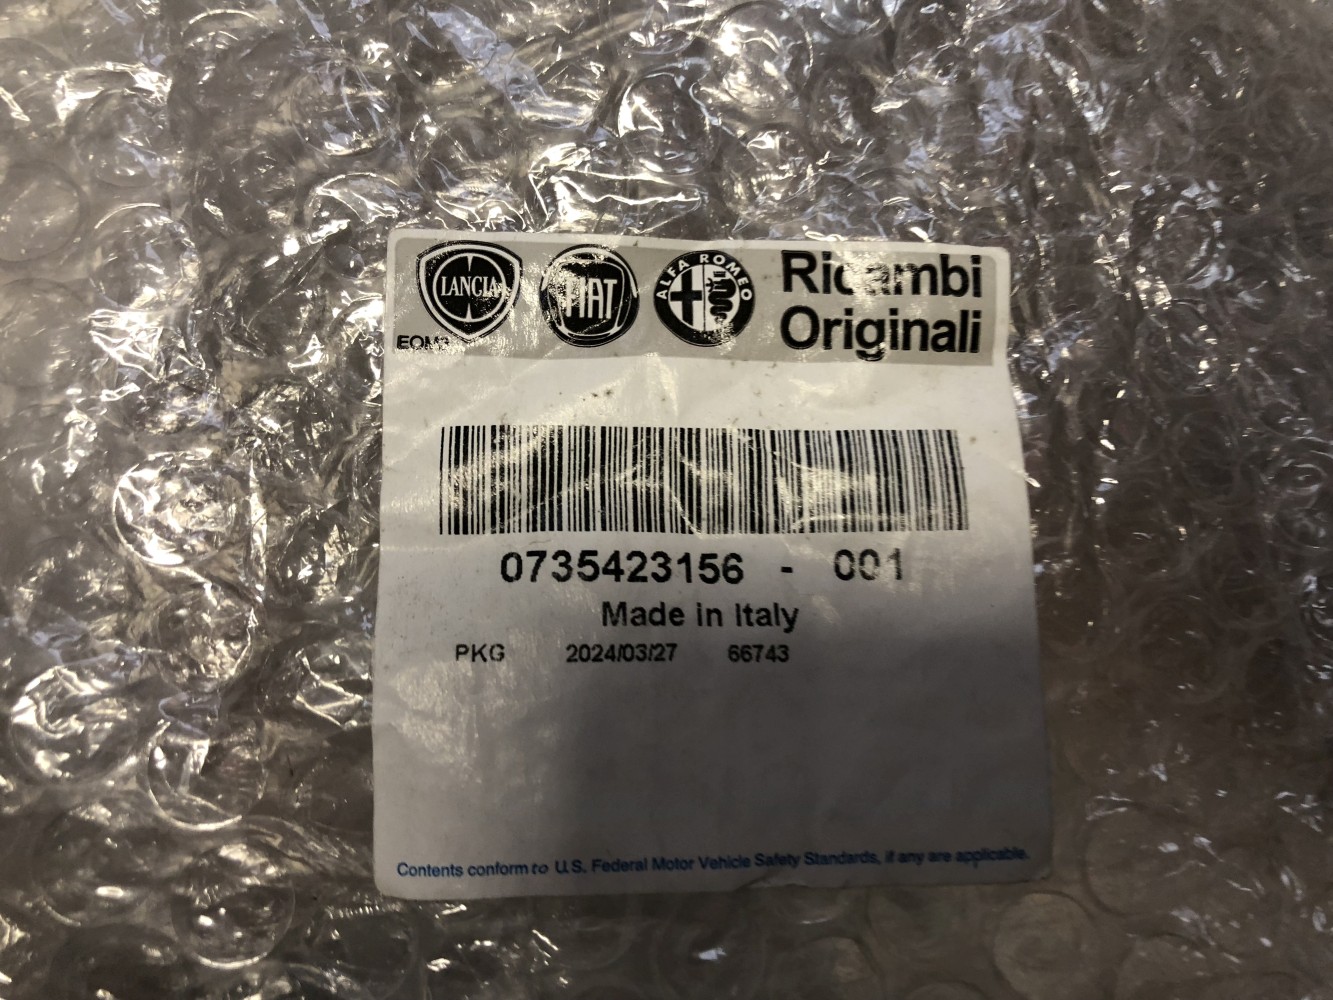 LANCIA FIAT ALFA ROMEO Ricambi
Originali
EOM3
0735423156 - 001
Made in Italy
PKG 2024/03/27 66743
Contents conform to U.S. Federal Motor Vehicle Safety Standards, if any are applicable.